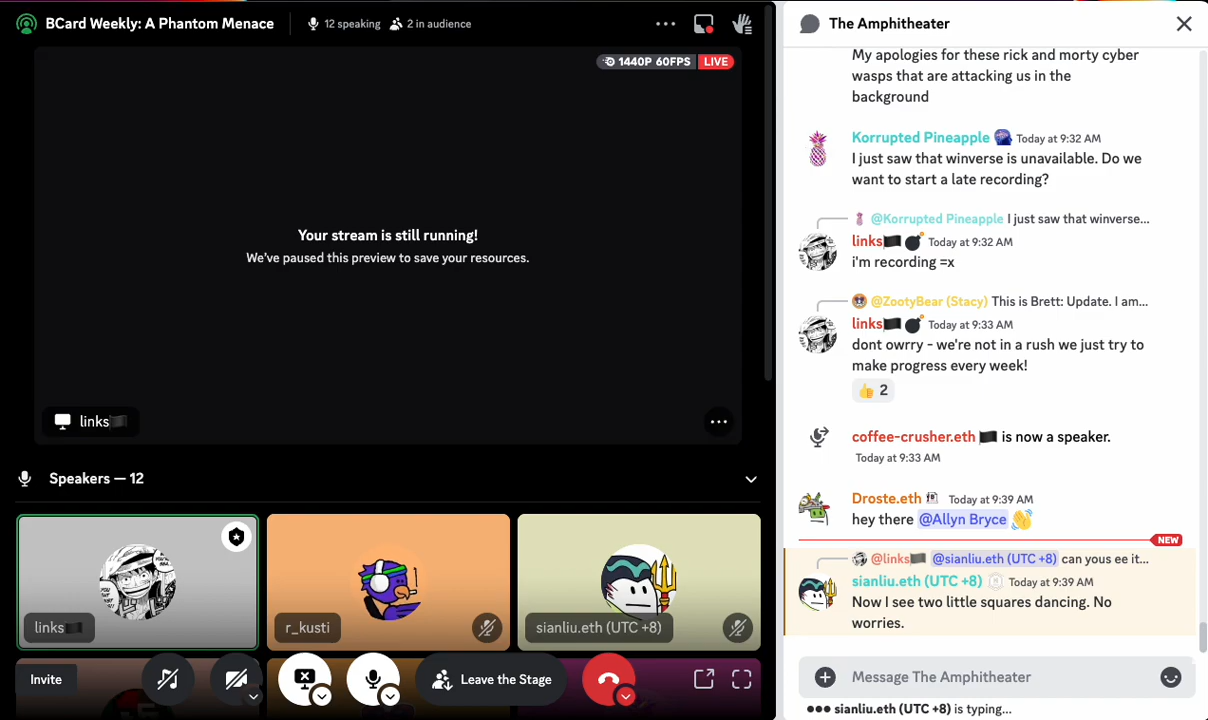 BCard Weekly: A Phantom Menace
12 speaking
2 in audience
1440P 60FPS
LIVE
Your stream is still running!
We've paused this preview to save your resources.
links
Speakers — 12
links
r_kusti
sianliu.eth (UTC +8)
Invite
Leave the Stage
The Amphitheater
My apologies for these rick and morty cyber
wasps that are attacking us in the
background
Korrupted Pineapple Today at 9:32 AM
I just saw that winverse is unavailable. Do we
want to start a late recording?
@Korrupted Pineapple I just saw that winverse...
links Today at 9:32 AM
i'm recording =x
@ZootyBear (Stacy) This is Brett: Update. I am...
links Today at 9:33 AM
dont owrry - we're not in a rush we just try to
make progress every week!
2
coffee-crusher.eth is now a speaker.
Today at 9:33 AM
Droste.eth Today at 9:39 AM
hey there @Allyn Bryce
NEW
@links @sianliu.eth (UTC +8) can yous ee it...
sianliu.eth (UTC +8) Today at 9:39 AM
Now I see two little squares dancing. No
worries.
Message The Amphitheater
sianliu.eth (UTC +8) is typing...